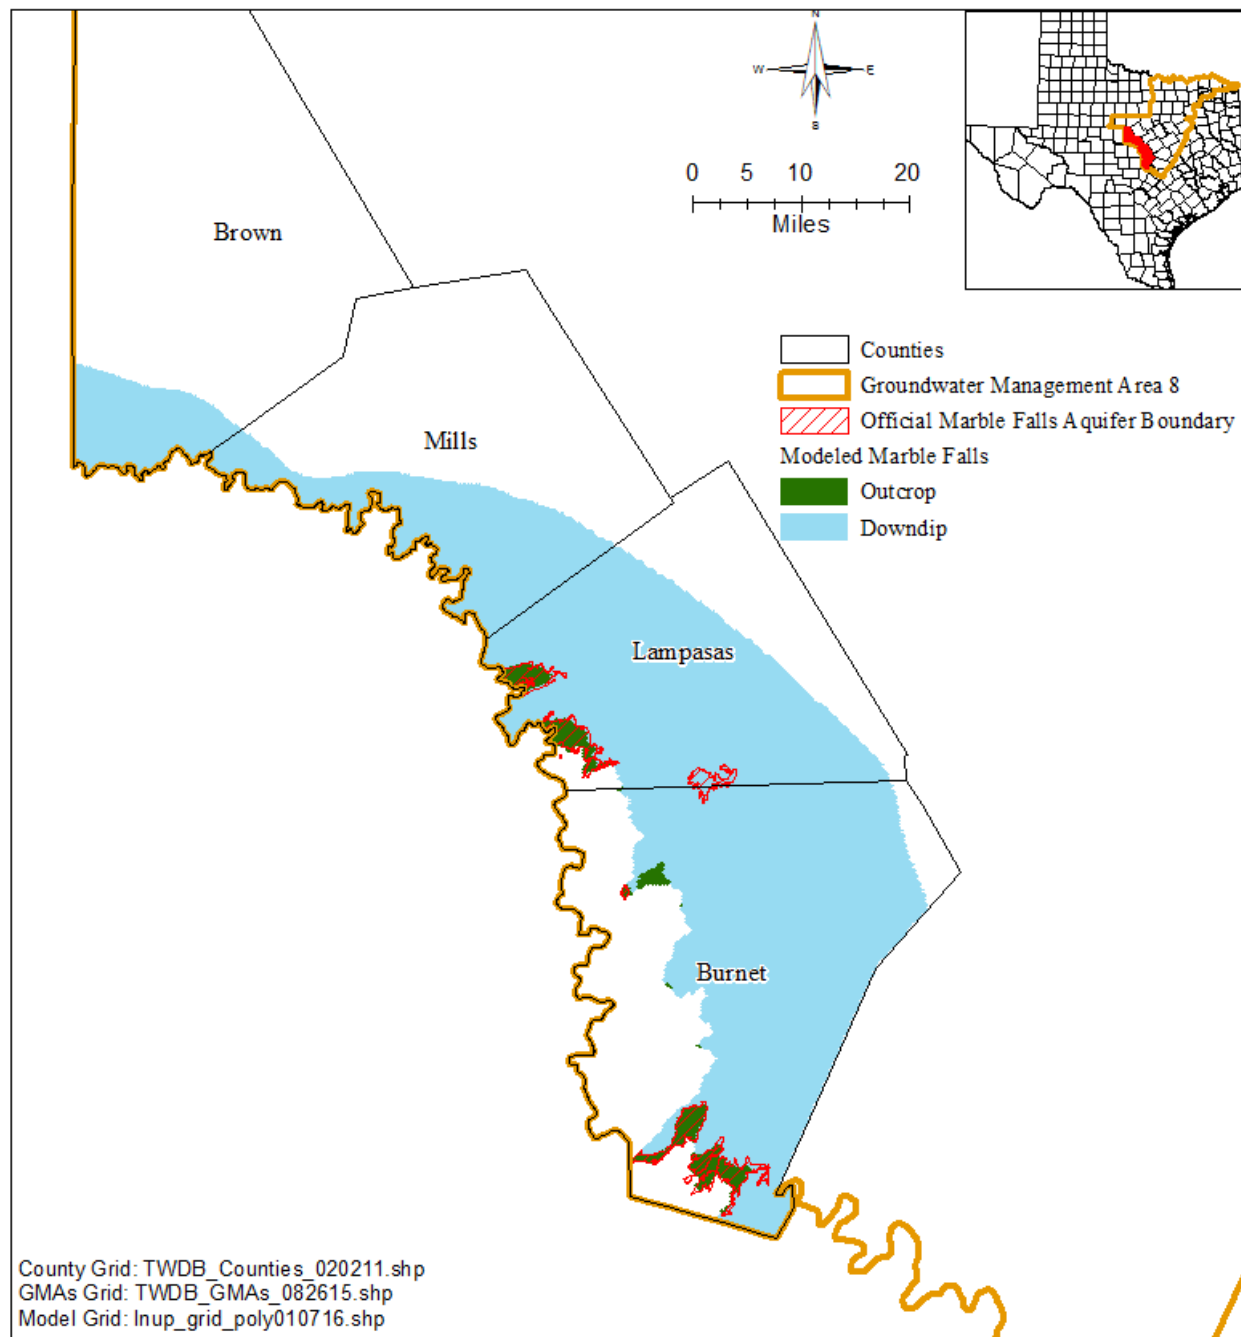 N
W E
S
0 5 10 20
Miles
Brown
Mills
Lampasas
Burnet
Counties
Groundwater Management Area 8
Official Marble Falls Aquifer Boundary
Modeled Marble Falls
Outcrop
Downdip
County Grid: TWDB_Counties_020211.shp
GMAs Grid: TWDB_GMAs_082615.shp
Model Grid: lnup_grid_poly010716.shp